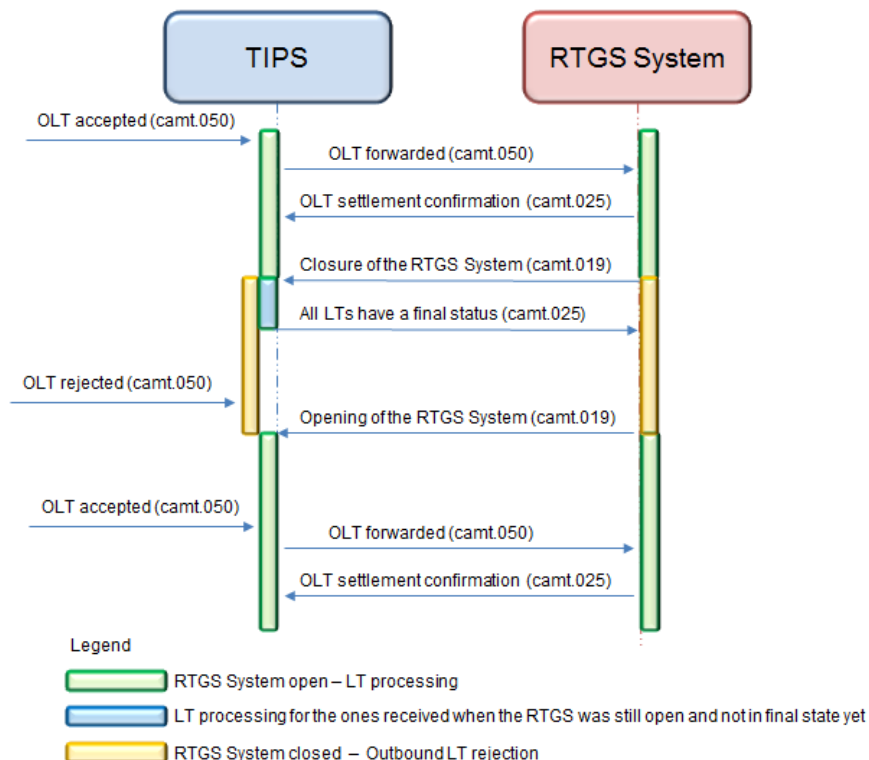 TIPS
RTGS System
OLT accepted (camt.050)
OLT forwarded (camt.050)
OLT settlement confirmation (camt.025)
Closure of the RTGS System (camt.019)
All LTs have a final status (camt.025)
OLT rejected (camt.050)
Opening of the RTGS System (camt.019)
OLT accepted (camt.050)
OLT forwarded (camt.050)
OLT settlement confirmation (camt.025)
Legend
RTGS System open – LT processing
LT processing for the ones received when the RTGS was still open and not in final state yet
RTGS System closed – Outbound LT rejection